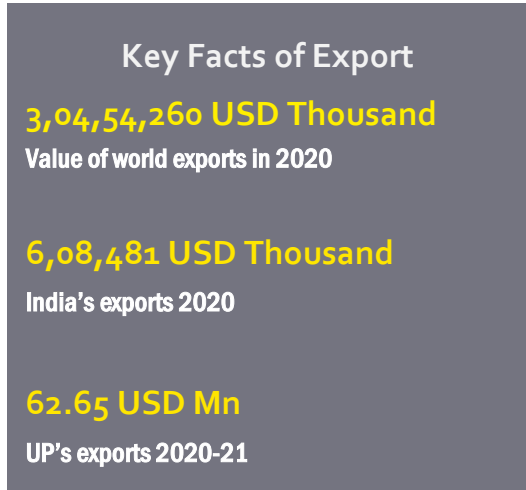 Key Facts of Export
3,04,54,260 USD Thousand
Value of world exports in 2020
6,08,481 USD Thousand
India’s exports 2020
62.65 USD Mn
UP’s exports 2020-21